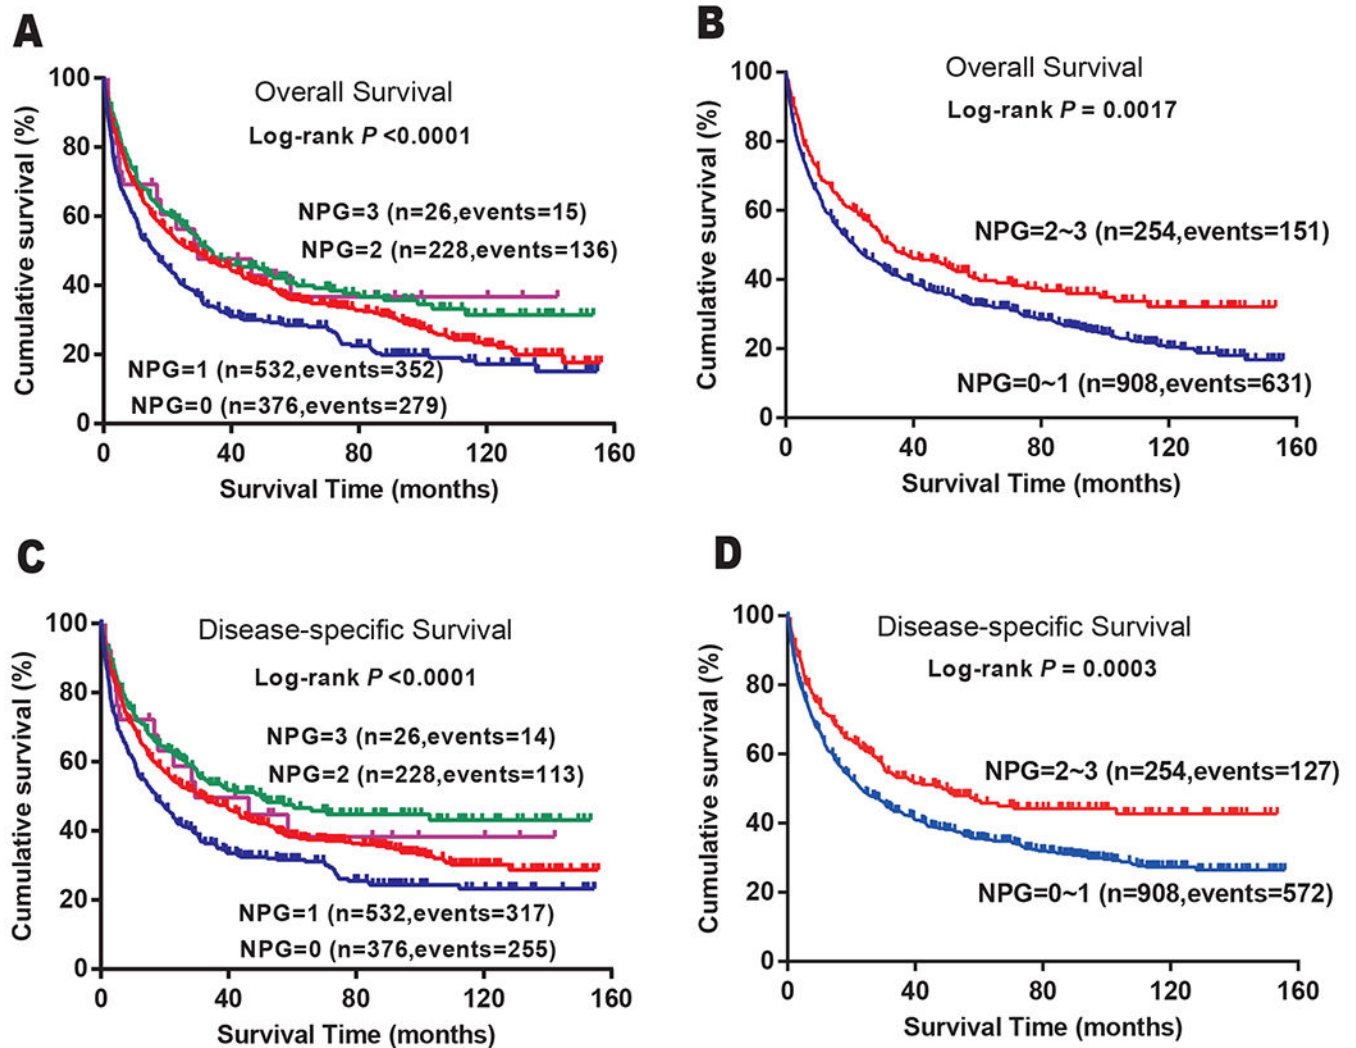 A
Cumulative survival (%)
100
80
60
40
20
0
Overall Survival
Log-rank P <0.0001
NPG=3 (n=26,events=15)
NPG=2 (n=228,events=136)
NPG=1 (n=532,events=352)
NPG=0 (n=376,events=279)
0 40 80 120 160
Survival Time (months)
B
Cumulative survival (%)
100
80
60
40
20
0
Overall Survival
Log-rank P = 0.0017
NPG=2~3 (n=254,events=151)
NPG=0~1 (n=908,events=631)
0 40 80 120 160
Survival Time (months)
C
Cumulative survival (%)
100
80
60
40
20
0
Disease-specific Survival
Log-rank P <0.0001
NPG=3 (n=26,events=14)
NPG=2 (n=228,events=113)
NPG=1 (n=532,events=317)
NPG=0 (n=376,events=255)
0 40 80 120 160
Survival Time (months)
D
Cumulative survival (%)
100
80
60
40
20
0
Disease-specific Survival
Log-rank P = 0.0003
NPG=2~3 (n=254,events=127)
NPG=0~1 (n=908,events=572)
0 40 80 120 160
Survival Time (months)